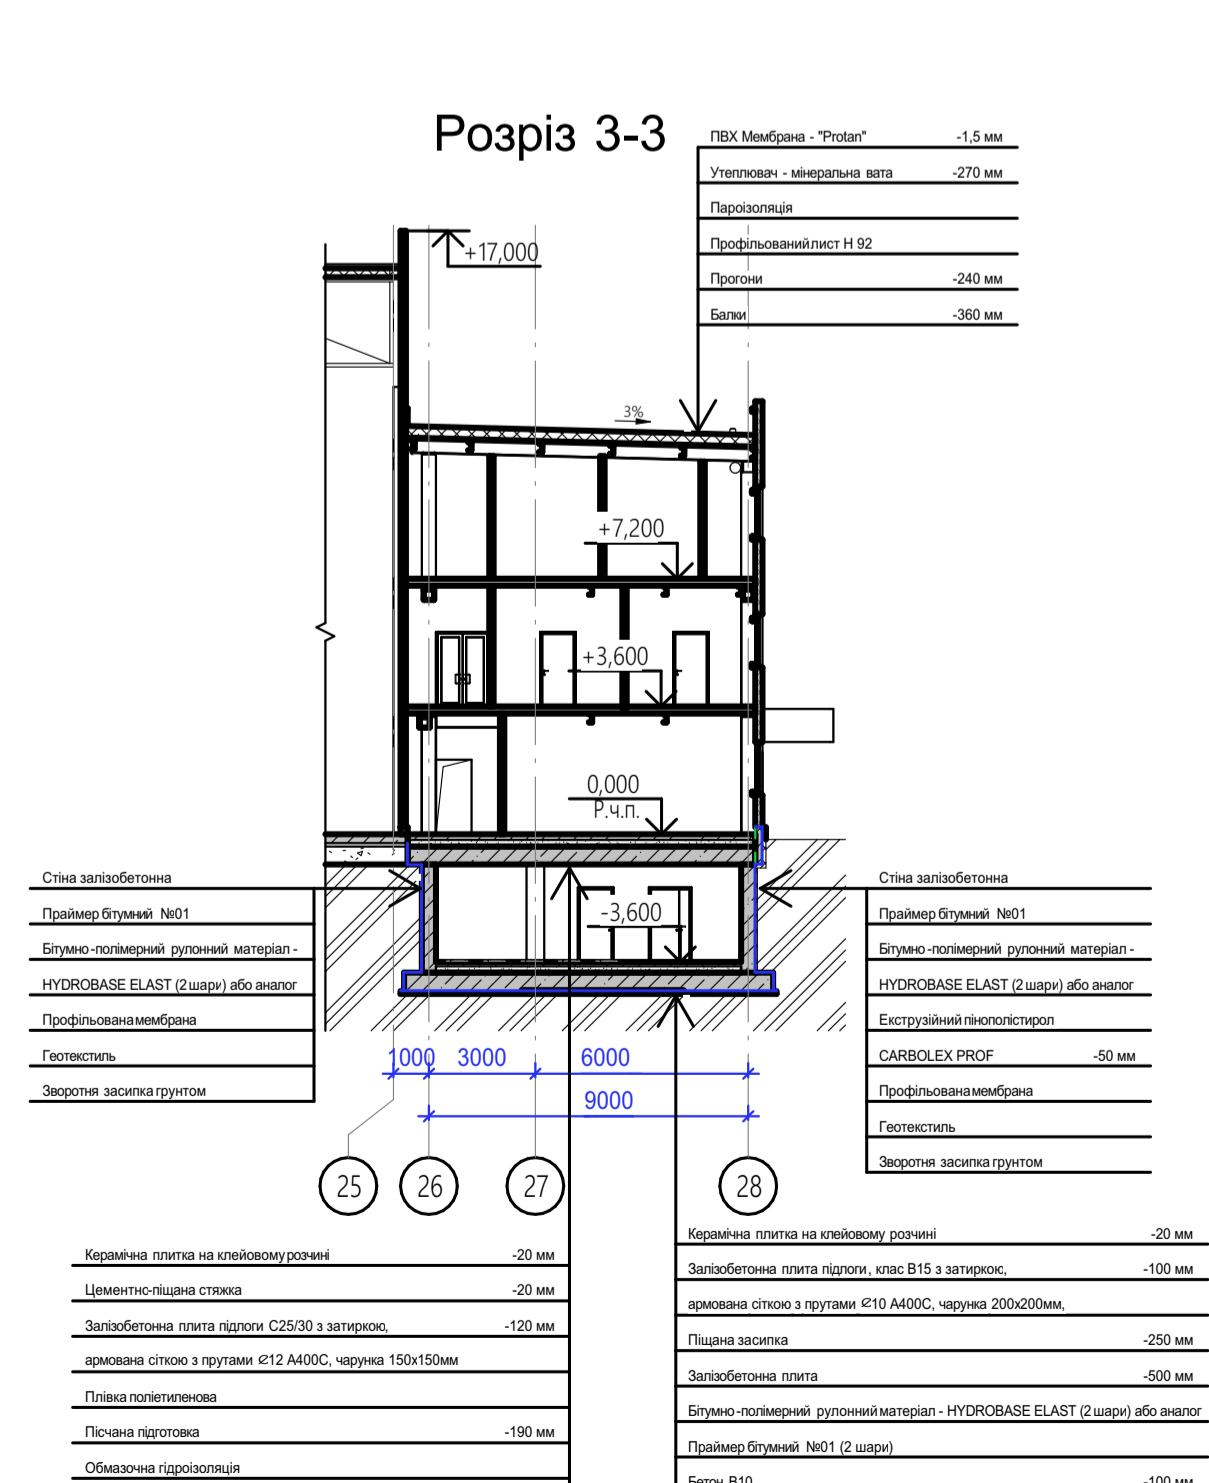 Розріз 3-3
ПВХ Мембрана - "Protan" -1,5 мм
Утеплювач - мінеральна вата -270 мм
Пароізоляція
Профільований лист Н 92
Прогони -240 мм
Балки -360 мм
+17,000
3%
+7,200
+3,600
0,000
Р.ч.п.
-3,600
Стіна залізобетонна
Праймер бітумний №01
Бітумно-полімерний рулонний матеріал -
HYDROBASE ELAST (2 шари) або аналог
Профільована мембрана
Геотекстиль
Зворотня засипка грунтом
Стіна залізобетонна
Праймер бітумний №01
Бітумно-полімерний рулонний матеріал -
HYDROBASE ELAST (2 шари) або аналог
Екструзійний пінополістирол
CARBOLEX PROF -50 мм
Профільована мембрана
Геотекстиль
Зворотня засипка грунтом
1000 3000 6000
9000
25 26 27 28
Керамічна плитка на клейовому розчині -20 мм
Цементно-піщана стяжка -20 мм
Залізобетонна плита підлоги С25/30 з затиркою, -120 мм
армована сіткою з прутами ∅12 А400С, чарунка 150х150мм
Плівка поліетиленова
Пісчана підготовка -190 мм
Обмазочна гідроізоляція
Керамічна плитка на клейовому розчині -20 мм
Залізобетонна плита підлоги, клас В15 з затиркою, -100 мм
армована сіткою з прутами ∅10 А400С, чарунка 200х200мм,
Піщана засипка -250 мм
Залізобетонна плита -500 мм
Бітумно-полімерний рулонний матеріал - HYDROBASE ELAST (2 шари) або аналог
Праймер бітумний №01 (2 шари)
Бетон В10 -100 мм